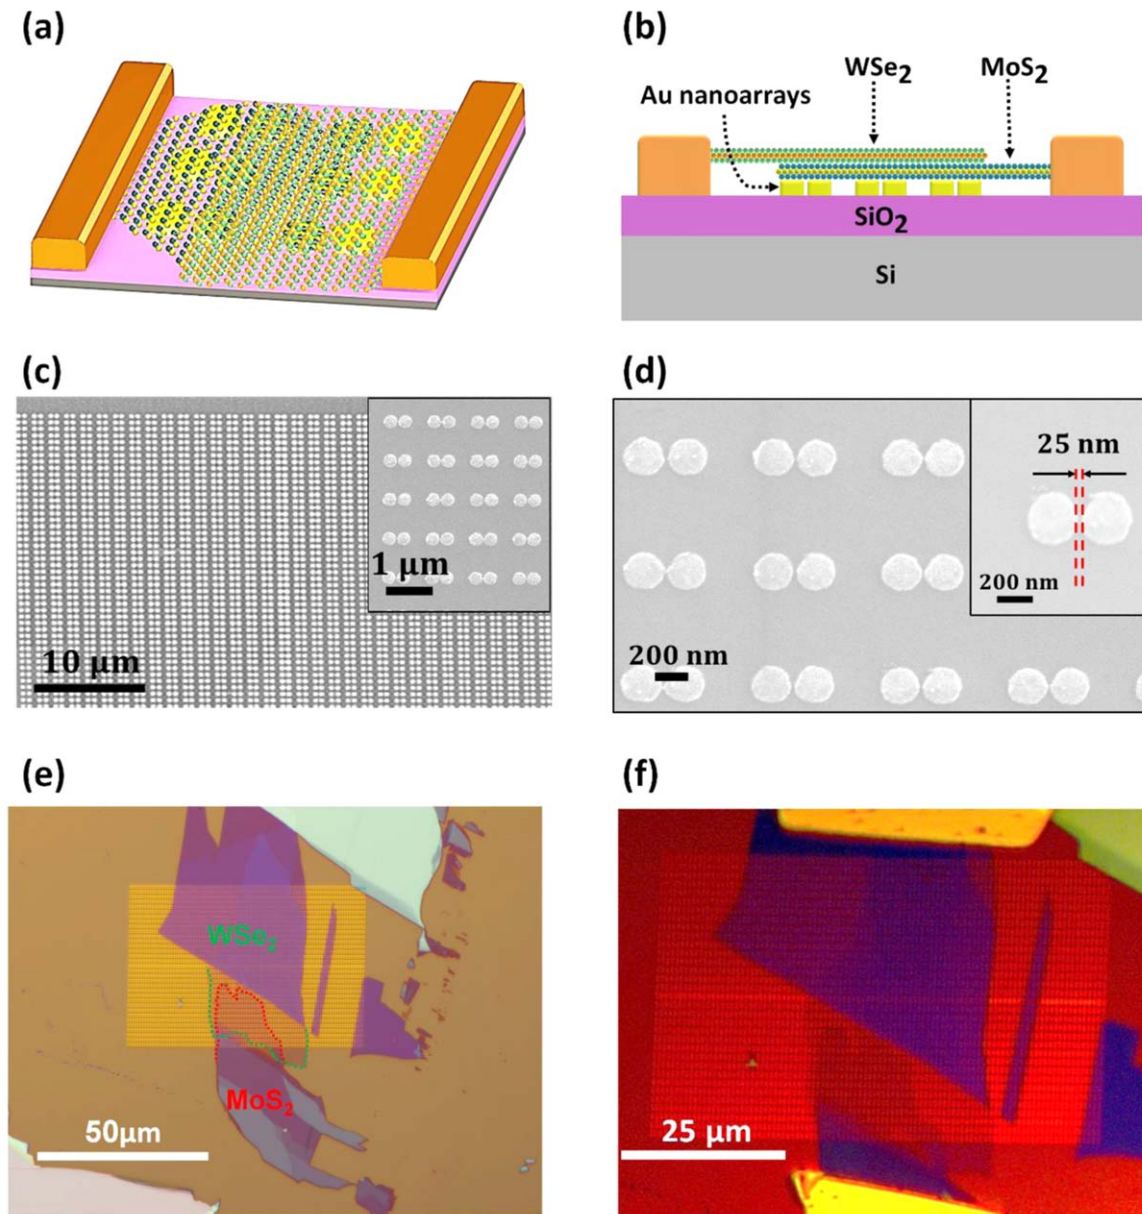 (a)
(b)
WSe₂
MoS₂
Au nanoarrays
SiO₂
Si
(c)
1 μm
10 μm
(d)
25 nm
200 nm
200 nm
(e)
WSe₂
MoS₂
50μm
(f)
25 μm